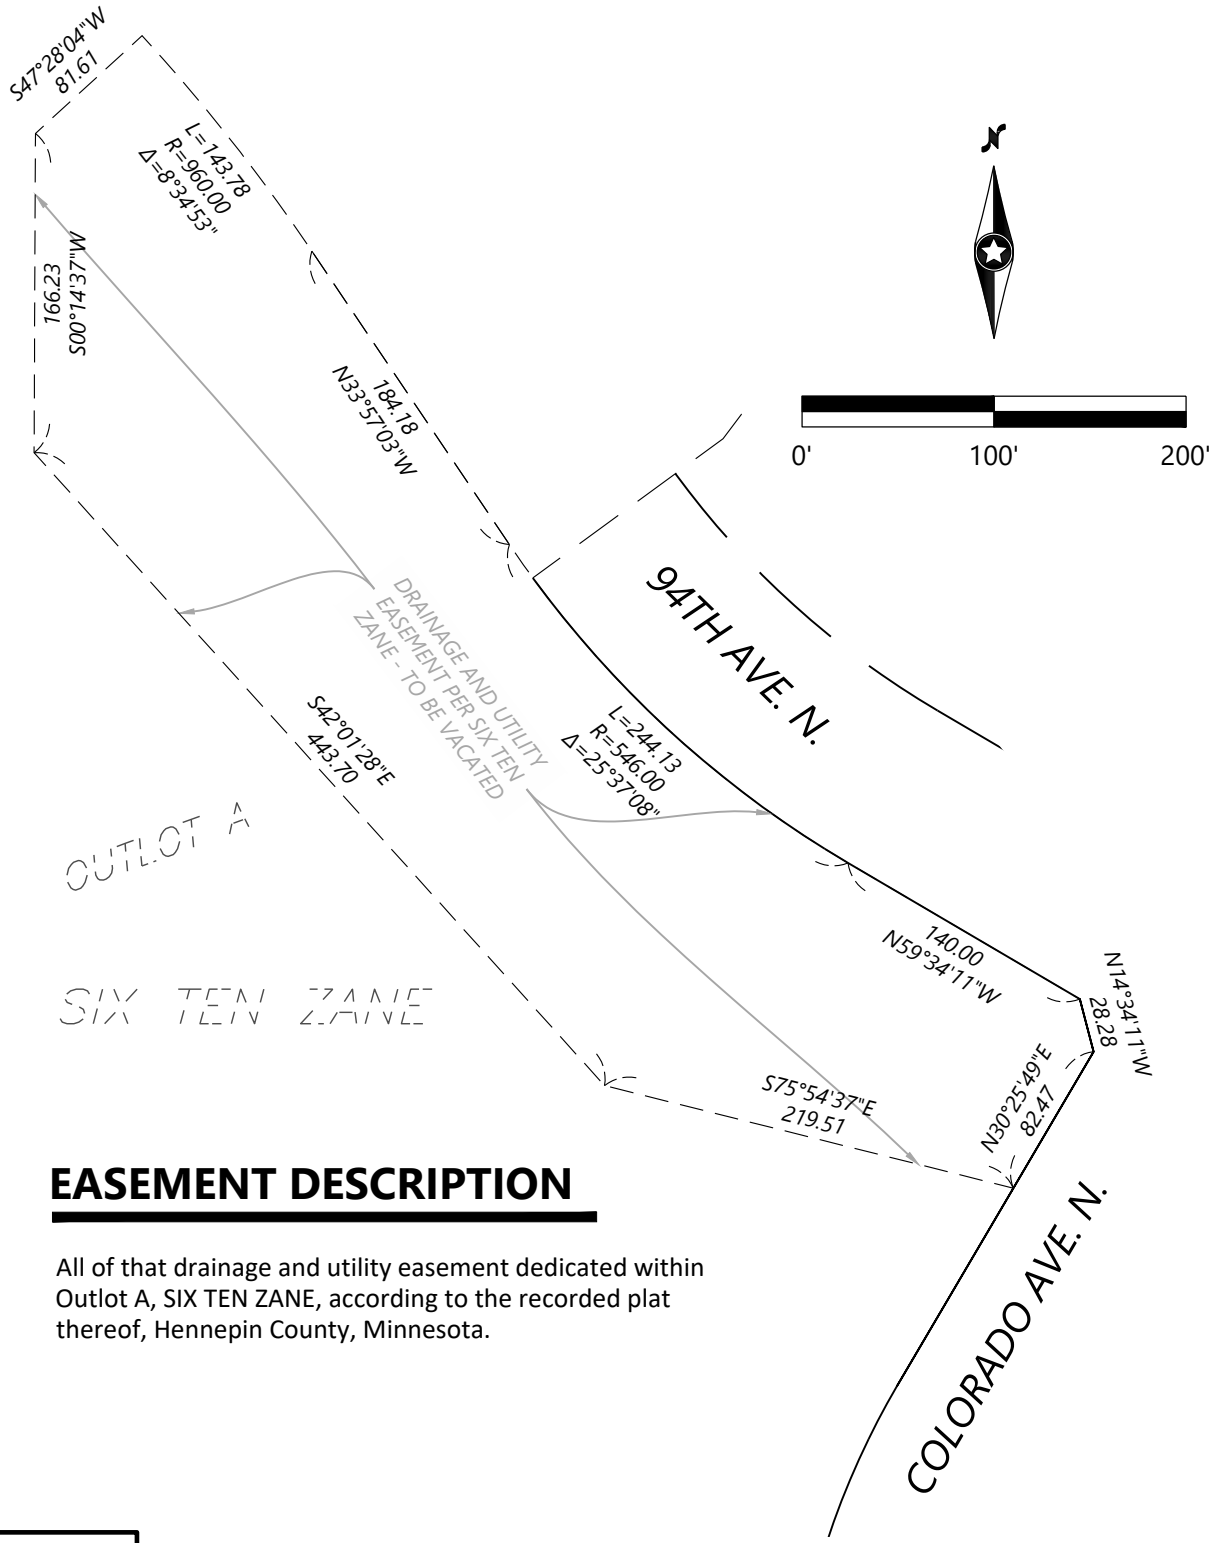 S47°28'04"W
81.61
L=143.78
R=960.00
Δ=8°34'53"
N
166.23
S00°14'37"W
184.18
N33°57'03"W
0' 100' 200'
94TH AVE. N.
DRAINAGE AND UTILITY
EASEMENT PER SIX TEN
ZANE - TO BE VACATED
S42°01'28"E
443.70
L=244.13
R=546.00
Δ=25°37'08"
OUTLOT A
140.00
N59°34'11"W
N14°34'11"W
28.28
SIX TEN ZANE
N30°25'49"E
82.47
S75°54'37"E
219.51
EASEMENT DESCRIPTION
All of that drainage and utility easement dedicated within
Outlot A, SIX TEN ZANE, according to the recorded plat
thereof, Hennepin County, Minnesota.
COLORADO AVE. N.